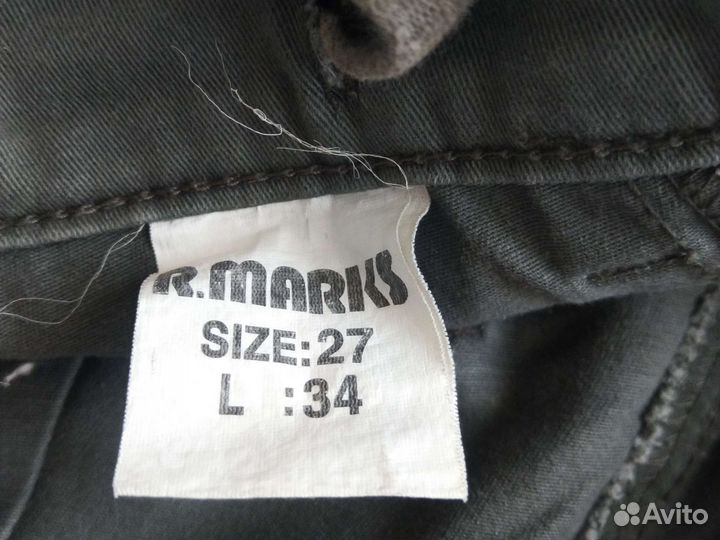 R.MARKS
SIZE:27
L :34
Avito